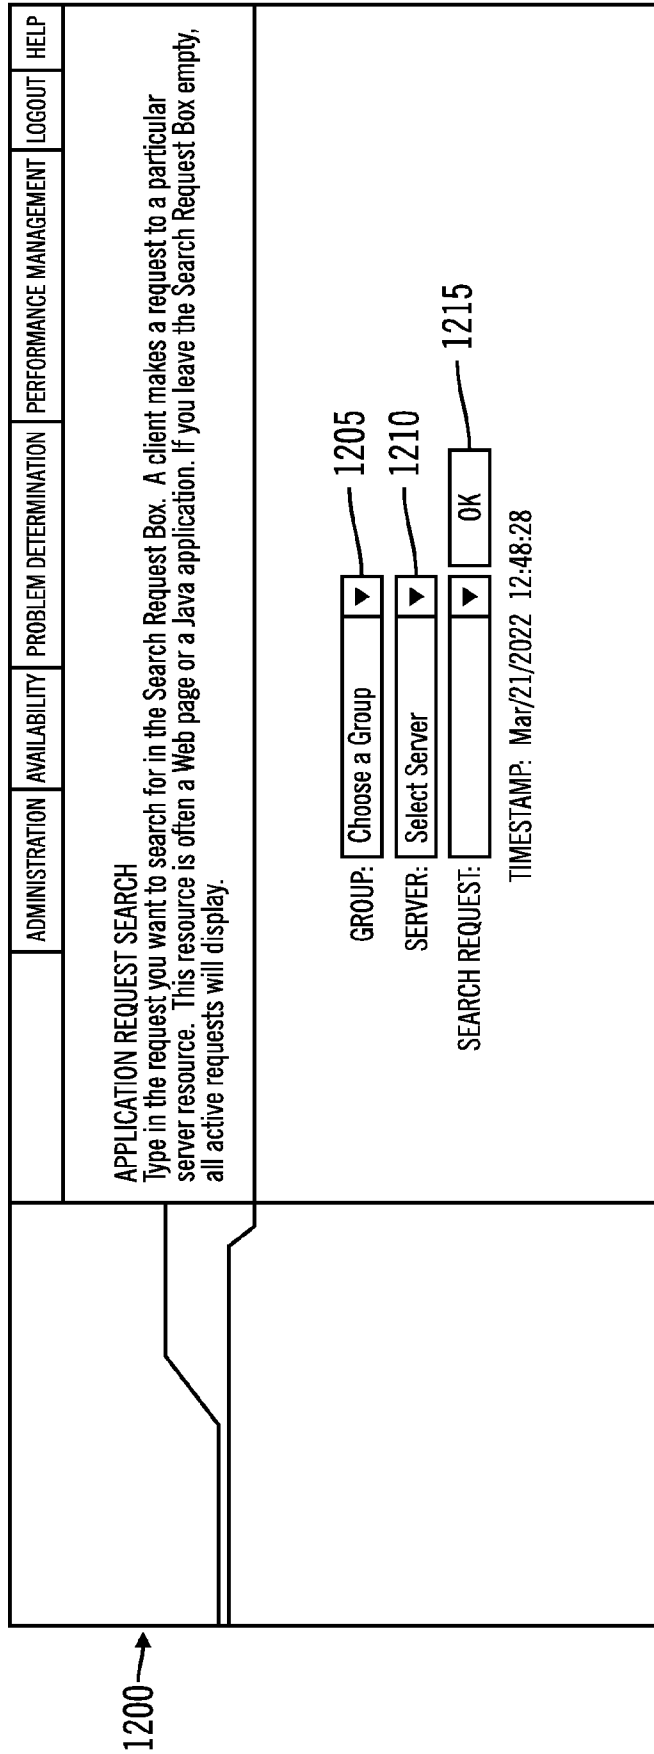 ADMINISTRATION AVAILABILITY PROBLEM DETERMINATION PERFORMANCE MANAGEMENT LOGOUT HELP
APPLICATION REQUEST SEARCH
Type in the request you want to search for in the Search Request Box. A client makes a request to a particular
server resource. This resource is often a Web page or a Java application. If you leave the Search Request Box empty,
all active requests will display.
1200
GROUP: Choose a Group 1205
SERVER: Select Server 1210
SEARCH REQUEST: OK 1215
TIMESTAMP: Mar/21/2022 12:48:28